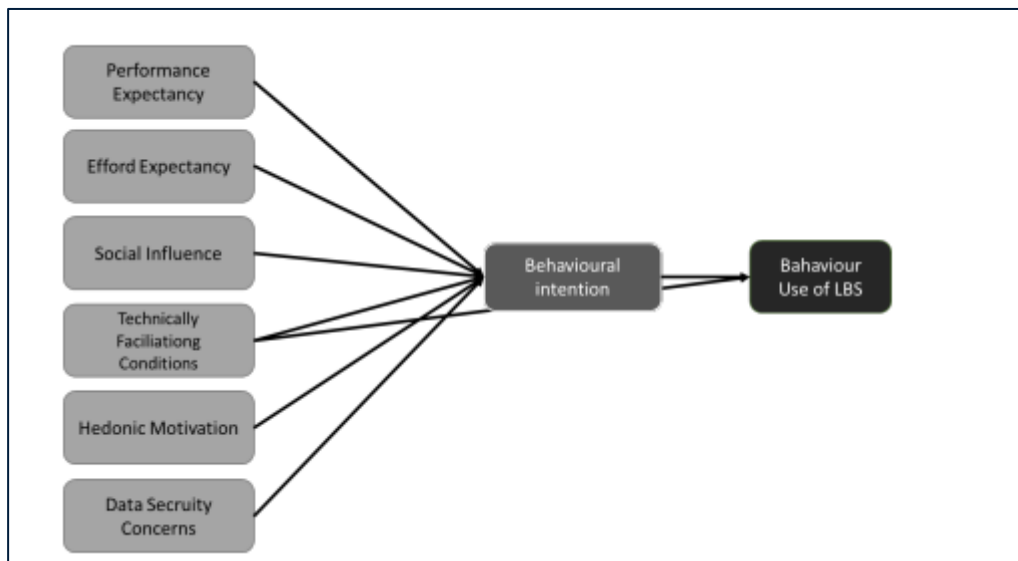 Performance
Expectancy
Efford Expectancy
Social Influence
Technically
Faciliationg
Conditions
Hedonic Motivation
Data Secruity
Concerns
Behavioural
intention
Bahaviour
Use of LBS